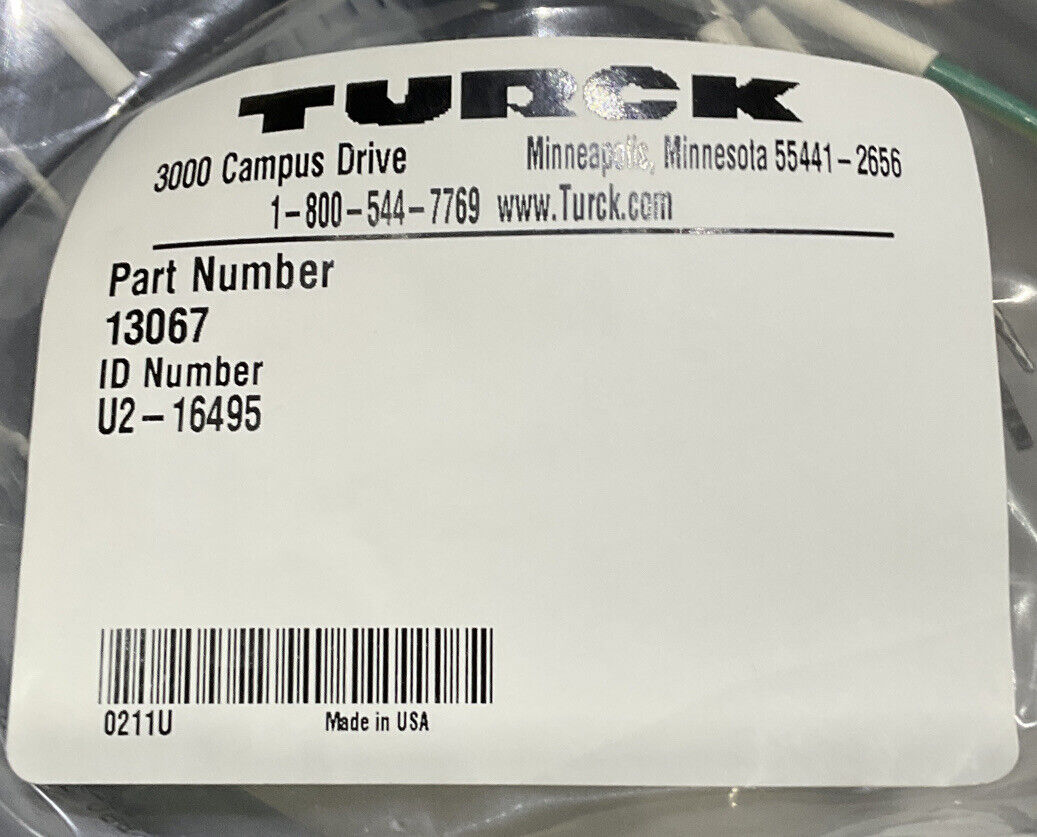 TURCK
3000 Campus Drive Minneapolis, Minnesota 55441-2656
1-800-544-7769 www.Turck.com
Part Number
13067
ID Number
U2-16495
0211U Made in USA